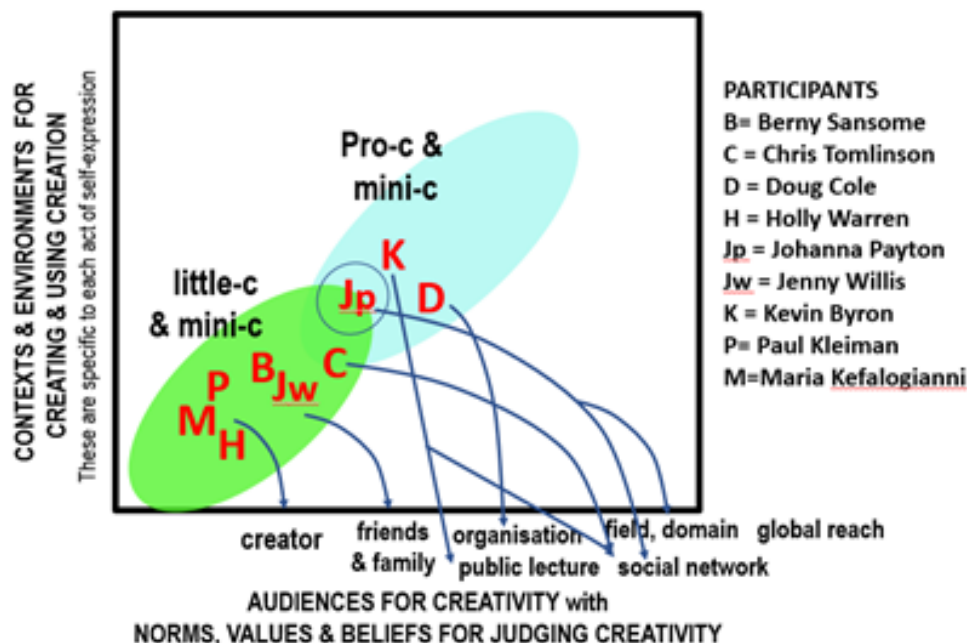 CONTEXTS & ENVIRONMENTS FOR
CREATING & USING CREATION
These are specific to each act of self-expression
Pro-c &
mini-c
little-c
& mini-c
K
Jp
D
C
B
Jw
P
M
H
PARTICIPANTS
B= Berny Sansome
C = Chris Tomlinson
D = Doug Cole
H = Holly Warren
Jp = Johanna Payton
Jw = Jenny Willis
K = Kevin Byron
P= Paul Kleiman
M=Maria Kefalogianni
creator
friends
& family
organisation
public lecture
field, domain
social network
global reach
AUDIENCES FOR CREATIVITY with
NORMS, VALUES & BELIEFS FOR JUDGING CREATIVITY